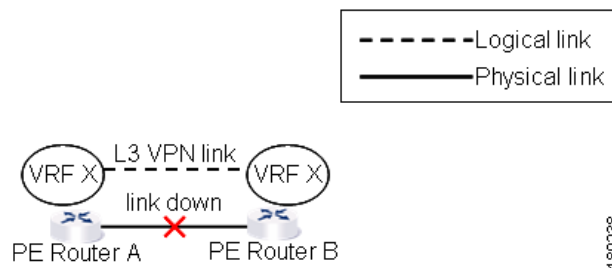 Logical link
Physical link
VRF X
L3 VPN link
VRF X
link down
PE Router A
PE Router B